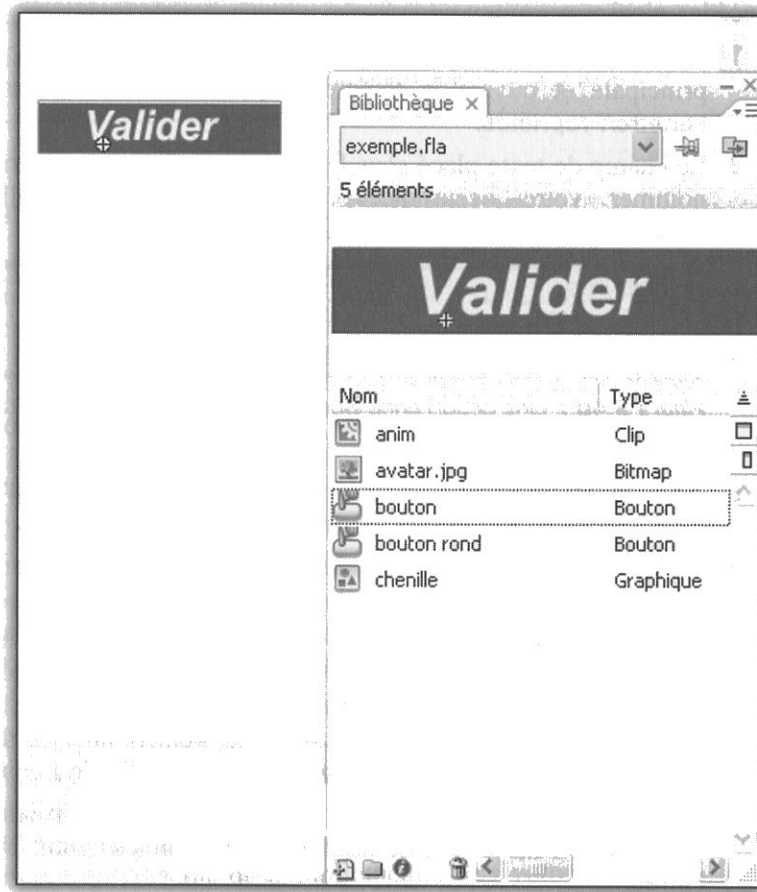 Valider
Bibliothèque
exemple.fla
5 éléments
Valider
Nom Type
anim Clip
avatar.jpg Bitmap
bouton Bouton
bouton rond Bouton
chenille Graphique